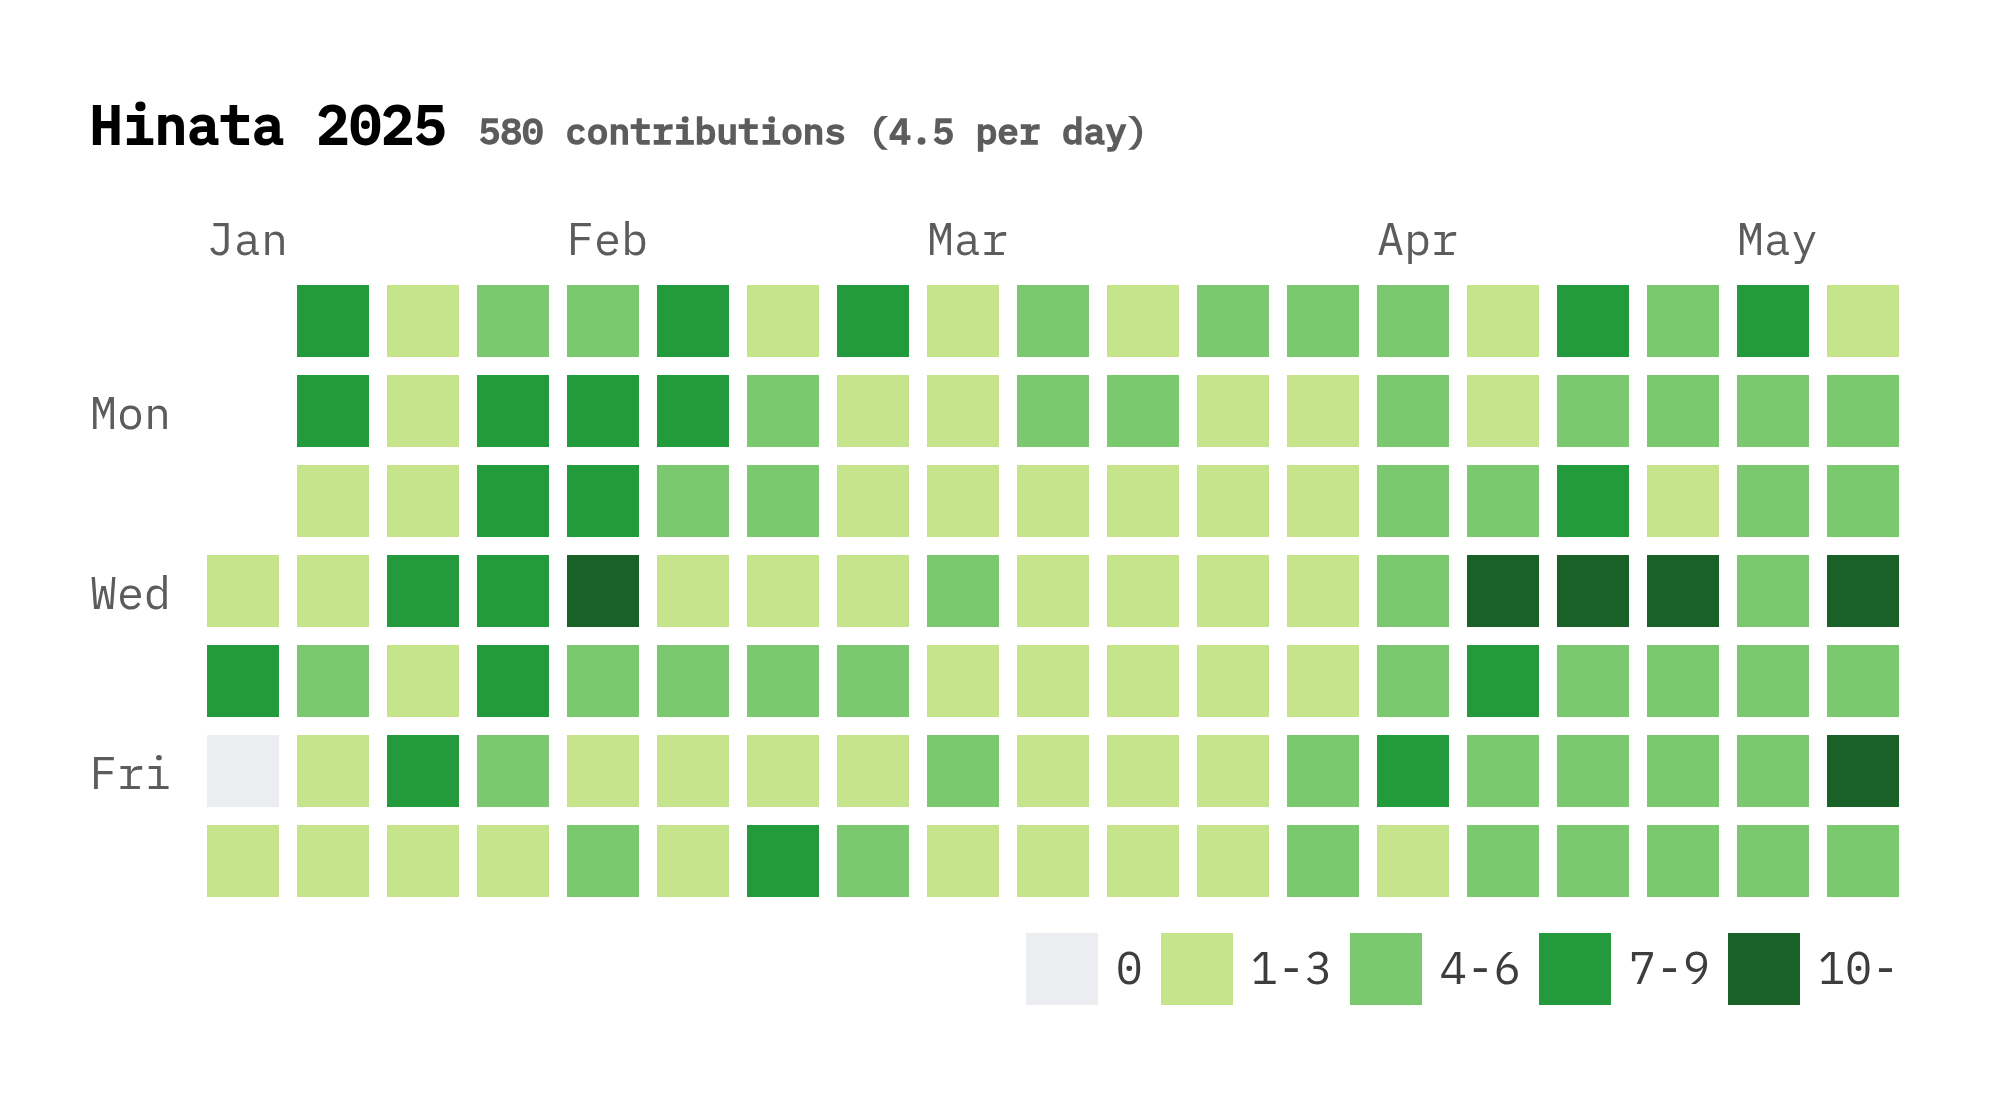 Hinata 2025 580 contributions (4.5 per day)
Jan Feb Mar Apr May
Mon
Wed
Fri
0 1-3 4-6 7-9 10-